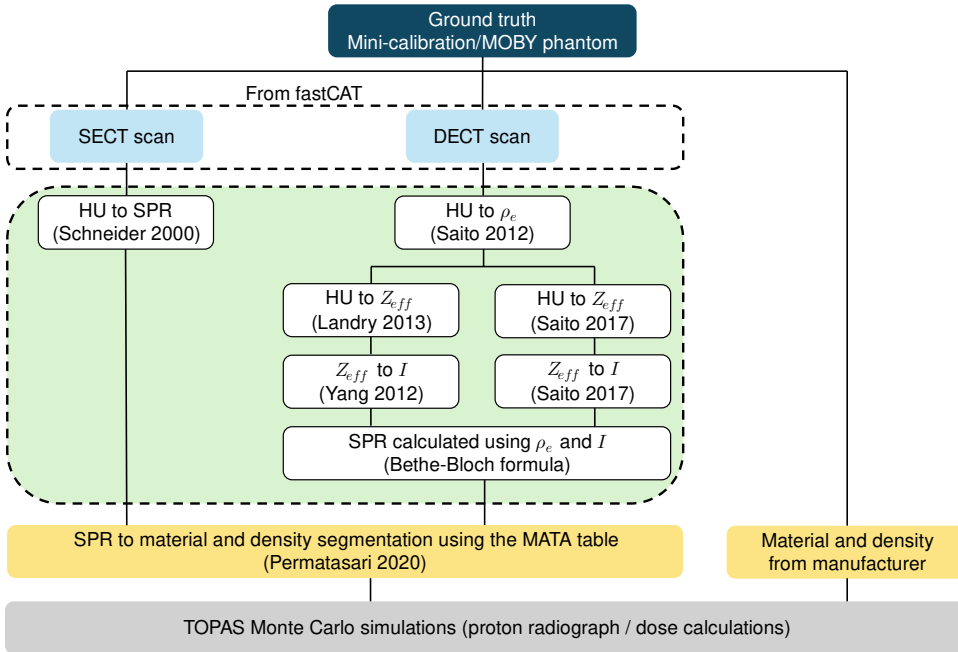 Ground truth
Mini-calibration/MOBY phantom
From fastCAT
SECT scan
DECT scan
HU to SPR
(Schneider 2000)
HU to ρe
(Saito 2012)
HU to Zeff
(Landry 2013)
HU to Zeff
(Saito 2017)
Zeff to I
(Yang 2012)
Zeff to I
(Saito 2017)
SPR calculated using ρe and I
(Bethe-Bloch formula)
SPR to material and density segmentation using the MATA table
(Permatasari 2020)
Material and density
from manufacturer
TOPAS Monte Carlo simulations (proton radiograph / dose calculations)